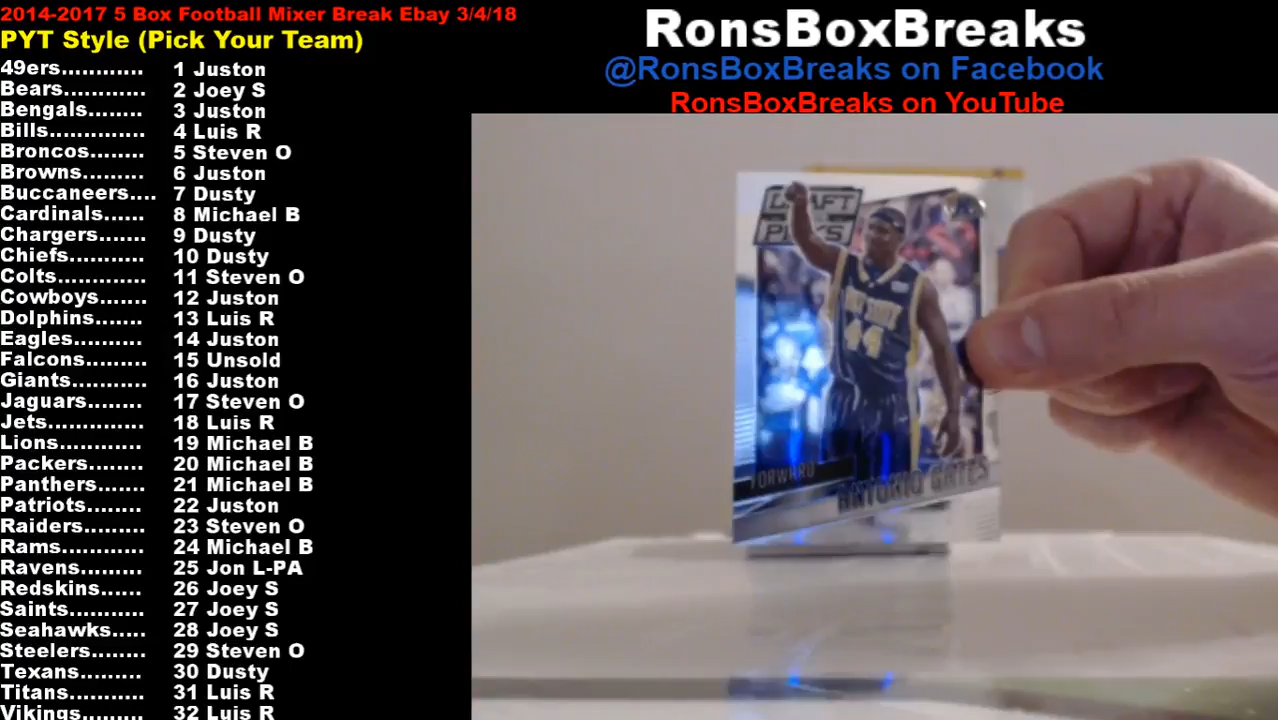 2014-2017 5 Box Football Mixer Break Ebay 3/4/18
PYT Style (Pick Your Team)
49ers............ 1 Juston
Bears............ 2 Joey S
Bengals........ 3 Juston
Bills.............. 4 Luis R
Broncos........ 5 Steven O
Browns.......... 6 Juston
Buccaneers.... 7 Dusty
Cardinals...... 8 Michael B
Chargers....... 9 Dusty
Chiefs........... 10 Dusty
Colts............. 11 Steven O
Cowboys....... 12 Juston
Dolphins........ 13 Luis R
Eagles........... 14 Juston
Falcons......... 15 Unsold
Giants........... 16 Juston
Jaguars........ 17 Steven O
Jets.............. 18 Luis R
Lions............ 19 Michael B
Packers........ 20 Michael B
Panthers....... 21 Michael B
Patriots........ 22 Juston
Raiders......... 23 Steven O
Rams............ 24 Michael B
Ravens......... 25 Jon L-PA
Redskins...... 26 Joey S
Saints........... 27 Joey S
Seahawks..... 28 Joey S
Steelers........ 29 Steven O
Texans......... 30 Dusty
Titans........... 31 Luis R
Vikings......... 32 Luis R
RonsBoxBreaks
@RonsBoxBreaks on Facebook
RonsBoxBreaks on YouTube
DRAFT
PICKS
44
FORWARD
ANTONIO GATES